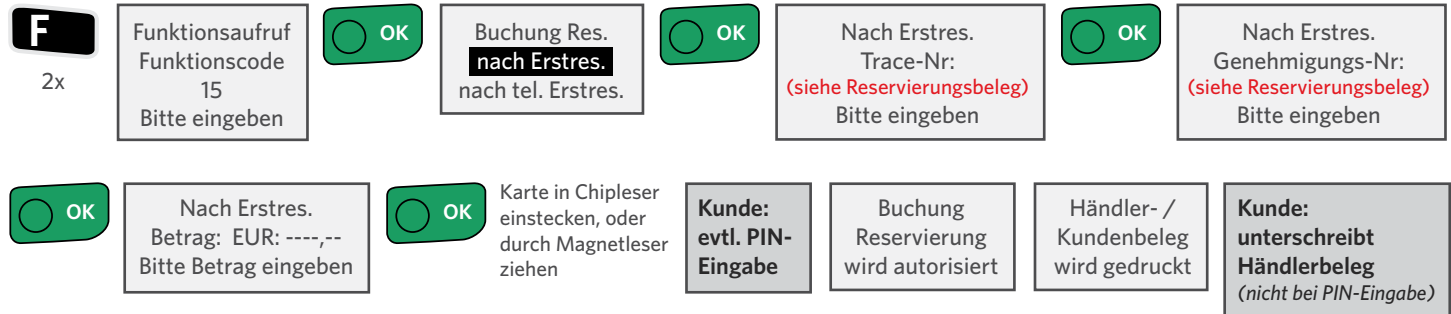 F
2x
Funktionsaufruf
Funktionscode
15
Bitte eingeben
OK
Buchung Res.
nach Erstres.
nach tel. Erstres.
OK
Nach Erstres.
Trace-Nr:
(siehe Reservierungsbeleg)
Bitte eingeben
OK
Nach Erstres.
Genehmigungs-Nr:
(siehe Reservierungsbeleg)
Bitte eingeben
OK
Nach Erstres.
Betrag: EUR: ----,--
Bitte Betrag eingeben
OK
Karte in Chipleser
einstecken, oder
durch Magnetleser
ziehen
Kunde:
evtl. PIN-
Eingabe
Buchung
Reservierung
wird autorisiert
Händler- /
Kundenbeleg
wird gedruckt
Kunde:
unterschreibt
Händlerbeleg
(nicht bei PIN-Eingabe)